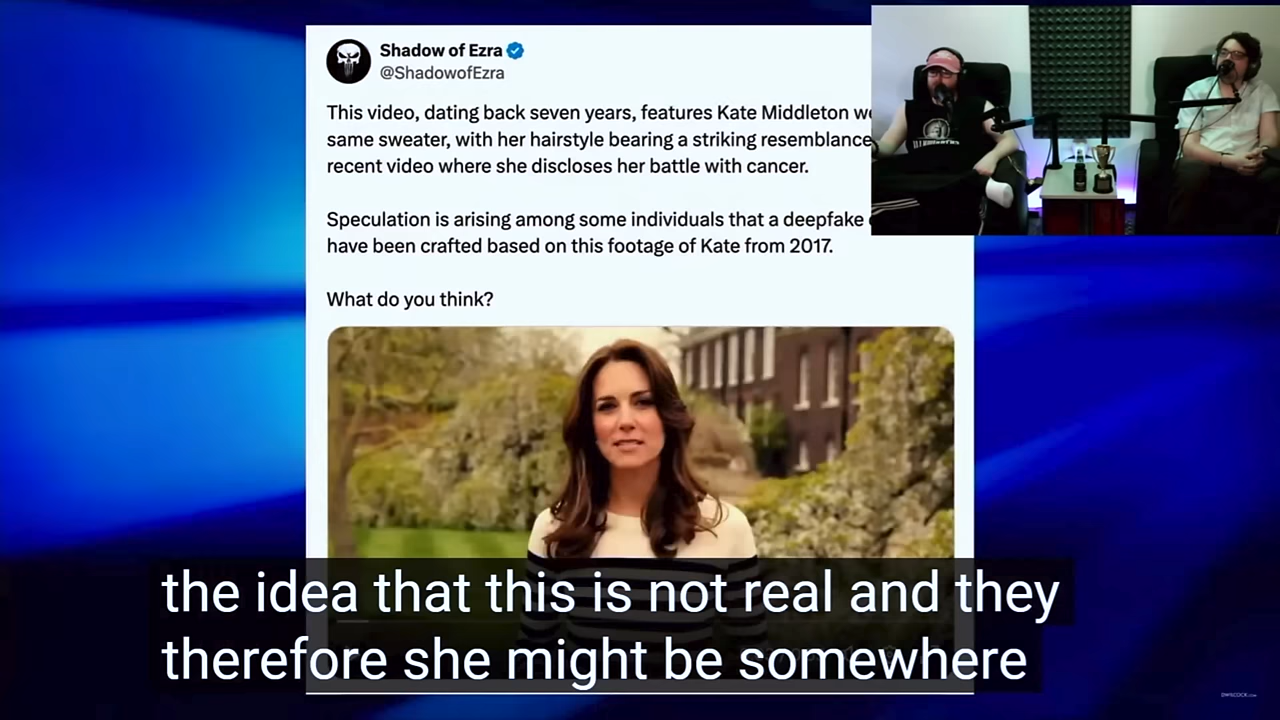 Shadow of Ezra
@ShadowofEzra
This video, dating back seven years, features Kate Middleton
same sweater, with her hairstyle bearing a striking resemblance
recent video where she discloses her battle with cancer.
Speculation is arising among some individuals that a deepfake
have been crafted based on this footage of Kate from 2017.
What do you think?
the idea that this is not real and they
therefore she might be somewhere